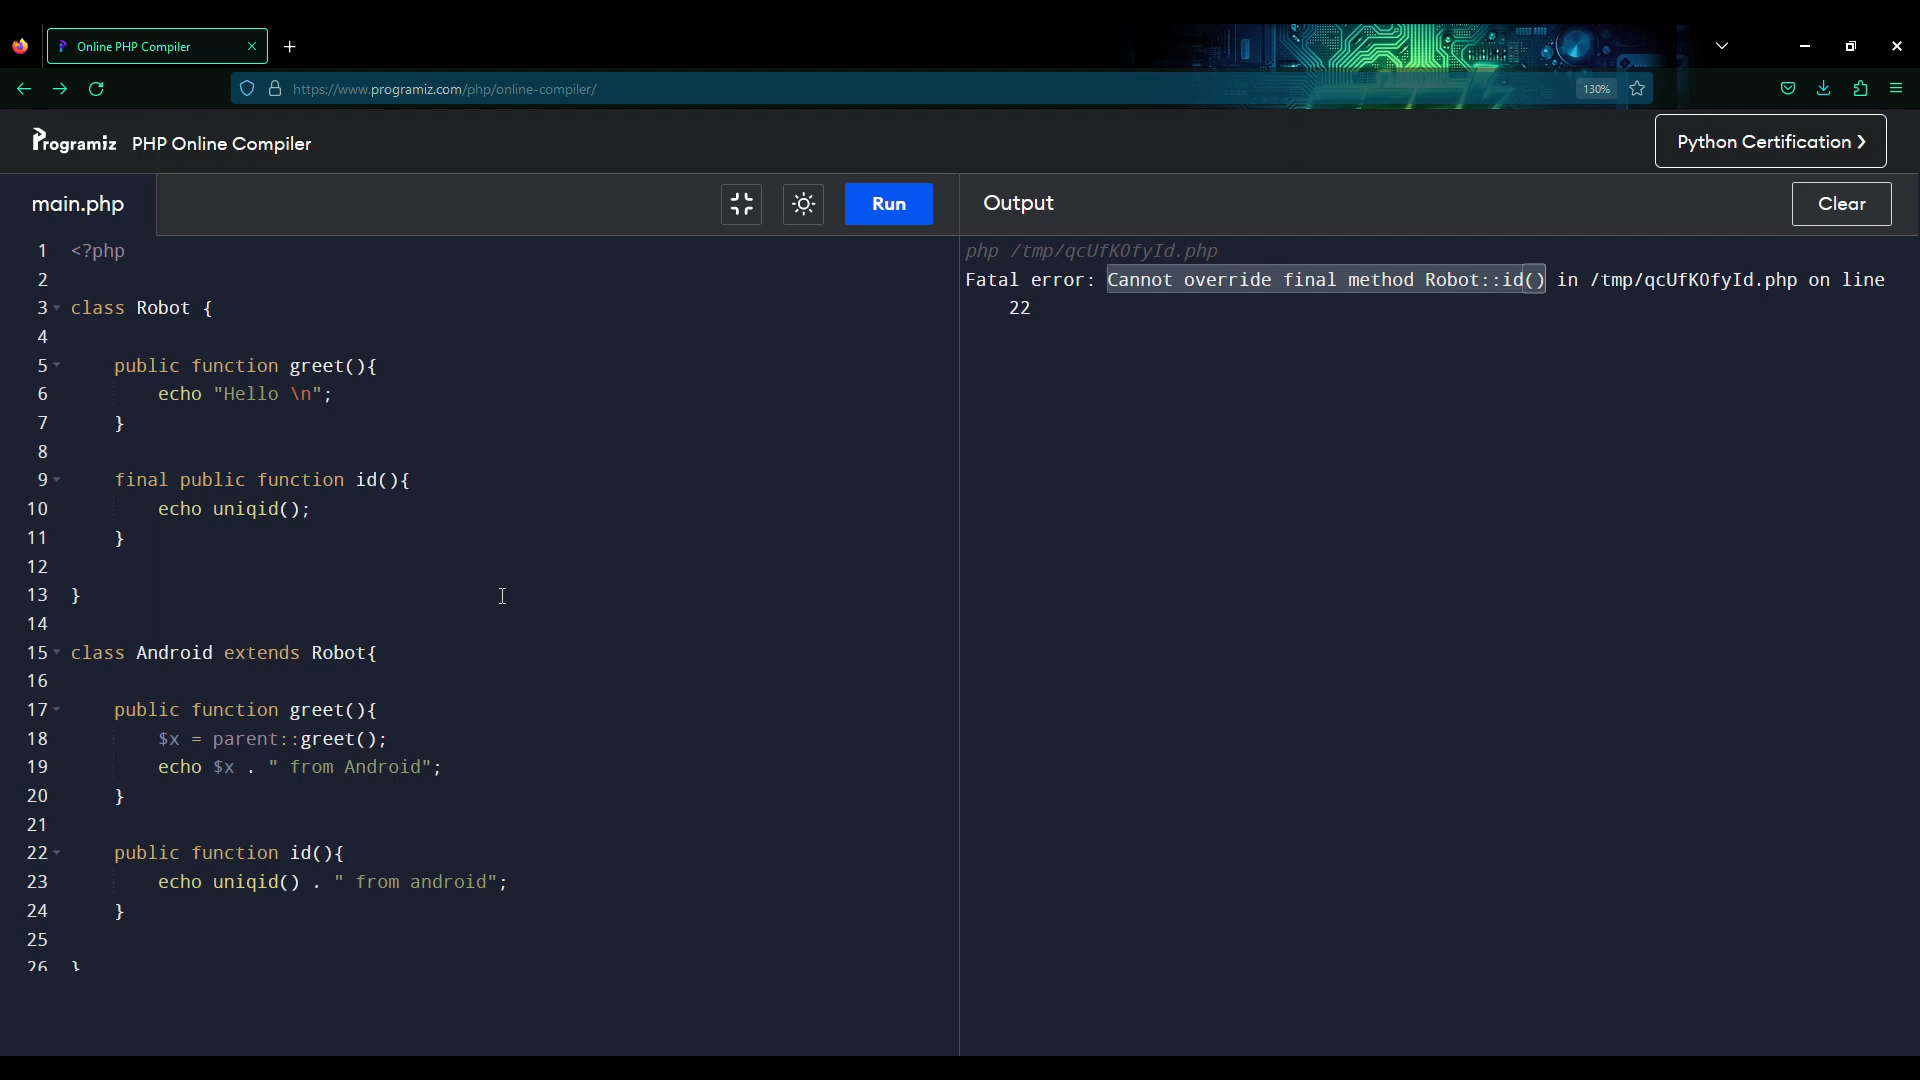 Online PHP Compiler
https://www.programiz.com/php/online-compiler/
130%
Programiz PHP Online Compiler
Python Certification ❯
main.php
Run
Output
Clear
1 <?php
2
3 class Robot {
4
5     public function greet(){
6         echo "Hello \n";
7     }
8
9     final public function id(){
10         echo uniqid();
11     }
12
13 }
14
15 class Android extends Robot{
16
17     public function greet(){
18         $x = parent::greet();
19         echo $x . " from Android";
20     }
21
22     public function id(){
23         echo uniqid() . " from android";
24     }
25
26 }
php /tmp/qcUfKOfyId.php
Fatal error: Cannot override final method Robot::id() in /tmp/qcUfKOfyId.php on line
22